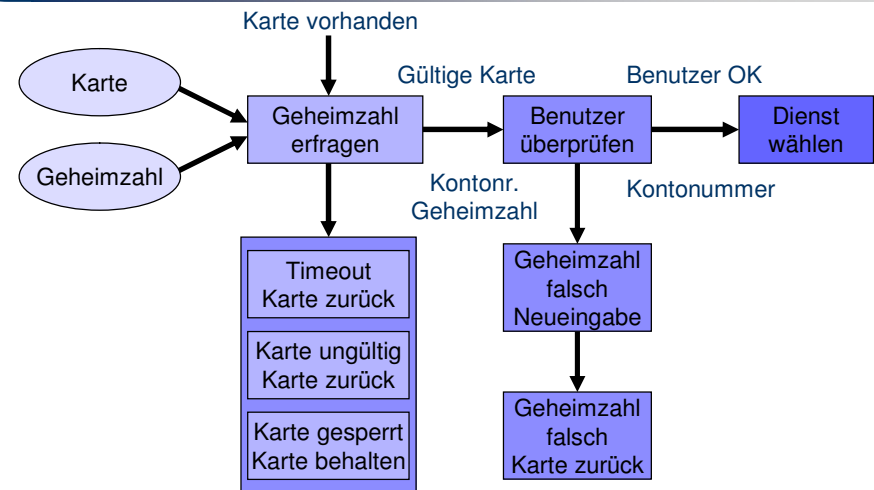 Karte vorhanden
Karte
Gültige Karte
Benutzer OK
Geheimzahl
erfragen
Benutzer
überprüfen
Dienst
wählen
Geheimzahl
Kontonr.
Geheimzahl
Kontonummer
Timeout
Karte zurück
Geheimzahl
falsch
Neueingabe
Karte ungültig
Karte zurück
Karte gesperrt
Karte behalten
Geheimzahl
falsch
Karte zurück